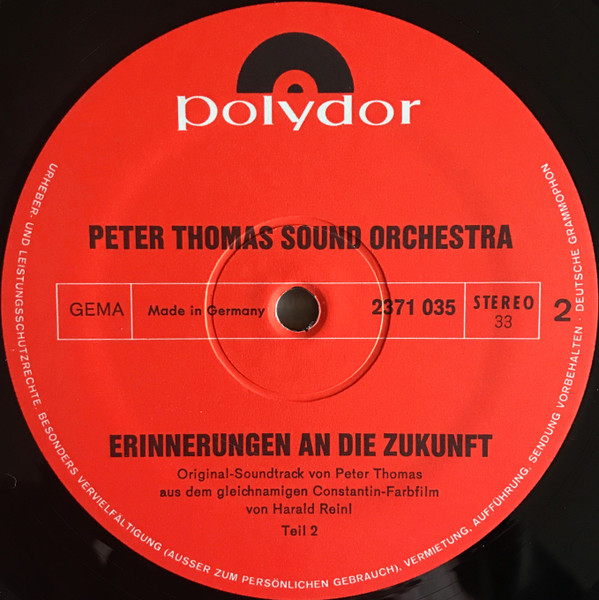 polydor
PETER THOMAS SOUND ORCHESTRA
GEMA
Made in Germany
2371 035
STEREO
33
2
ERINNERUNGEN AN DIE ZUKUNFT
Original-Soundtrack von Peter Thomas
aus dem gleichnamigen Constantin-Farbfilm
von Harald Reinl
Teil 2
URHEBER- UND LEISTUNGSSCHUTZRECHTE. BESONDERS VERVIELFÄLTIGUNG (AUSSER ZUM PERSÖNLICHEN GEBRAUCH), VERMIETUNG, AUFFÜHRUNG, SENDUNG VORBEHALTEN · DEUTSCHE GRAMMOPHON